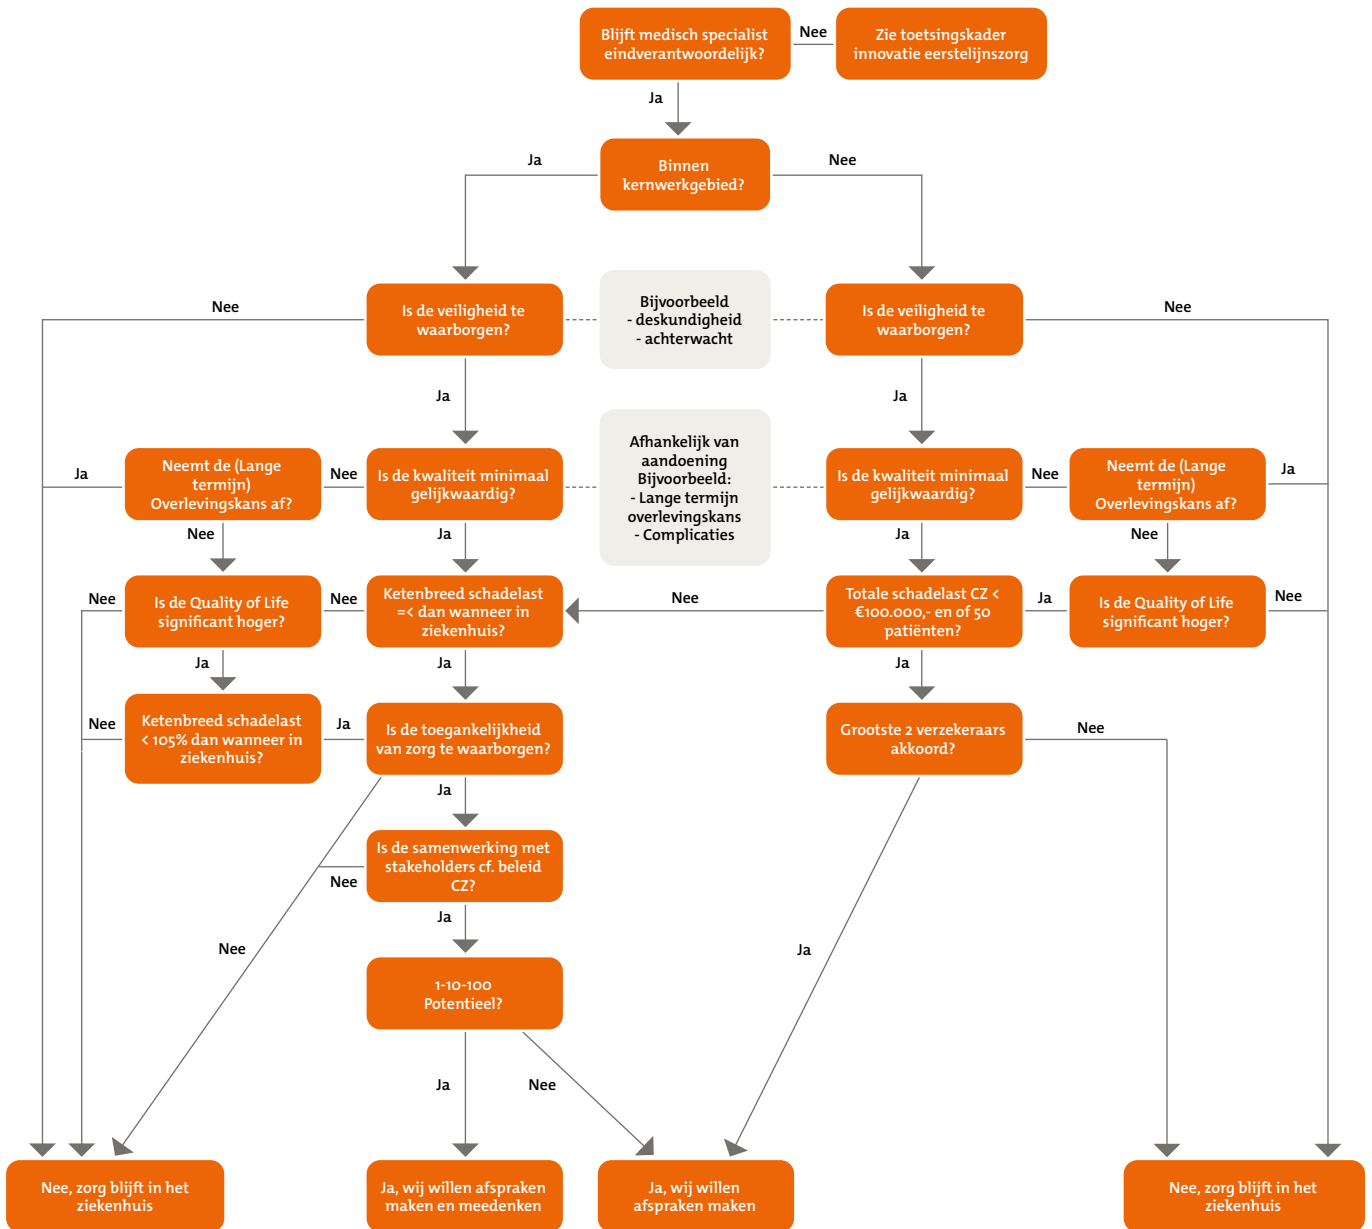 Blijft medisch specialist
eindverantwoordelijk?
Nee
Zie toetsingskader
innovatie eerstelijnszorg
Ja
Binnen
kernwerkgebied?
Ja
Nee
Is de veiligheid te
waarborgen?
Nee
Bijvoorbeeld
- deskundigheid
- achterwacht
Is de veiligheid te
waarborgen?
Nee
Ja
Ja
Ja
Neemt de (Lange
termijn)
Overlevingskans af?
Nee
Is de kwaliteit minimaal
gelijkwaardig?
Afhankelijk van
aandoening
Bijvoorbeeld:
- Lange termijn
overlevingskans
- Complicaties
Is de kwaliteit minimaal
gelijkwaardig?
Nee
Neemt de (Lange
termijn)
Overlevingskans af?
Ja
Nee
Ja
Ja
Nee
Nee
Is de Quality of Life
significant hoger?
Nee
Ketenbreed schadelast
=< dan wanneer in
ziekenhuis?
Nee
Totale schadelast CZ <
€100.000,- en of 50
patiënten?
Ja
Is de Quality of Life
significant hoger?
Nee
Ja
Ja
Ja
Nee
Ketenbreed schadelast
< 105% dan wanneer in
ziekenhuis?
Ja
Is de toegankelijkheid
van zorg te waarborgen?
Grootste 2 verzekeraars
akkoord?
Nee
Ja
Is de samenwerking met
stakeholders cf. beleid
CZ?
Nee
Ja
Nee
Ja
1-10-100
Potentieel?
Ja
Nee
Nee, zorg blijft in het
ziekenhuis
Ja, wij willen afspraken
maken en meedenken
Ja, wij willen
afspraken maken
Nee, zorg blijft in het
ziekenhuis